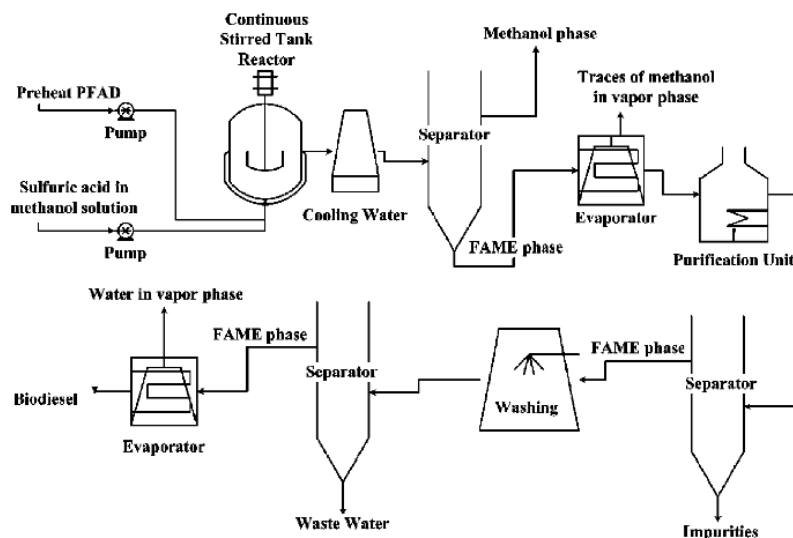 Continuous
Stirred Tank
Reactor
Methanol phase
Traces of methanol
in vapor phase
Preheat PFAD
Pump
Separator
Sulfuric acid in
methanol solution
Pump
Cooling Water
FAME phase
Evaporator
Purification Unit
Water in vapor phase
FAME phase
FAME phase
Separator
Separator
Biodiesel
Washing
Evaporator
Waste Water
Impurities